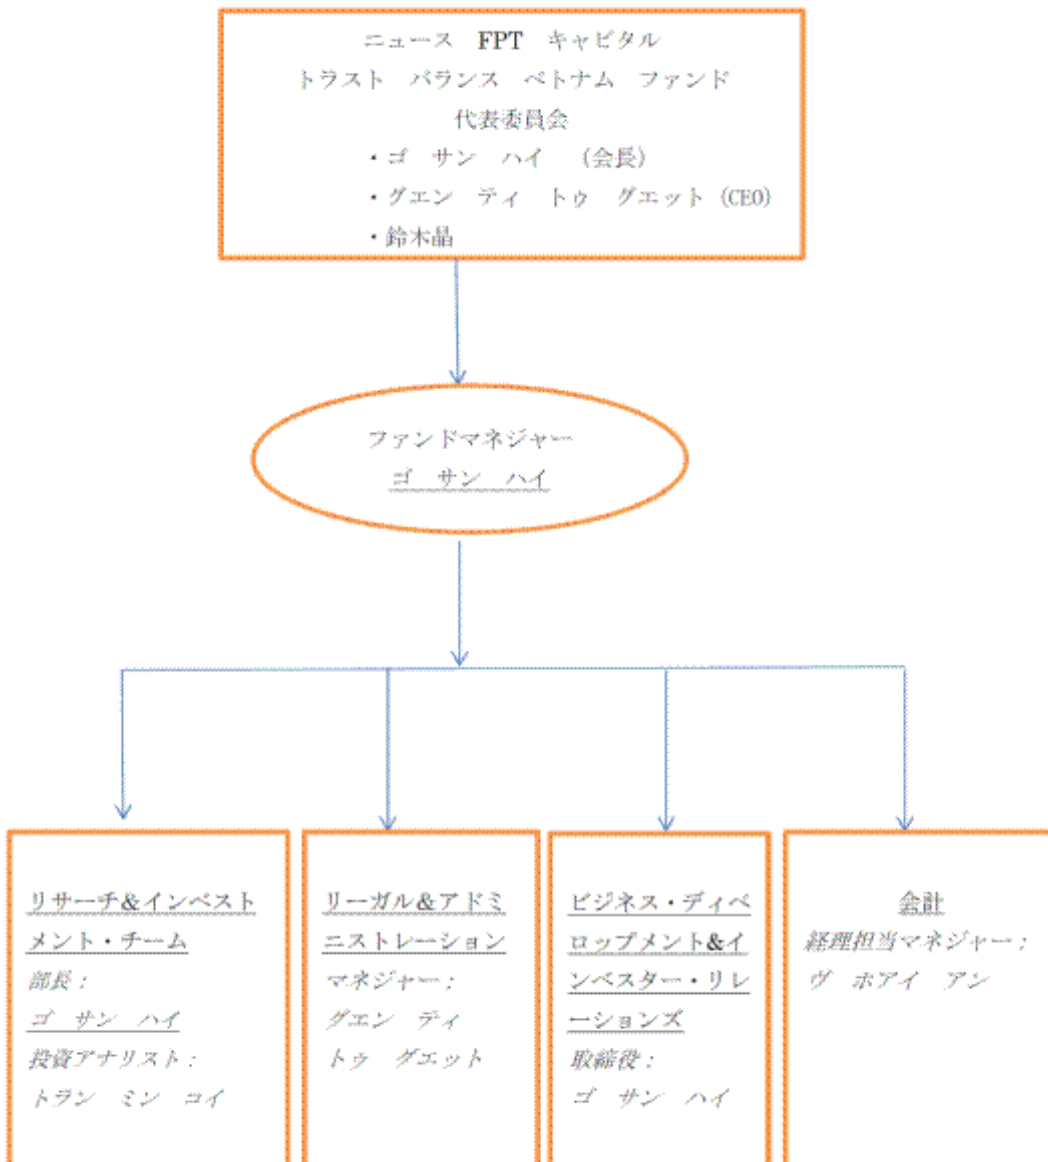 ニュース FPT キャピタル
トラスト バランス ベトナム ファンド
代表委員会
・ゴ サン ハイ （会長）
・グエン ティ トゥ グエット (CEO)
・鈴木晶
ファンドマネジャー
ゴ サン ハイ
リサーチ&インベスト
メント・チーム
部長：
ゴ サン ハイ
投資アナリスト：
トラン ミン コイ
リーガル&アドミ
ニストレーション
マネジャー：
グエン ティ
トゥ グエット
ビジネス・ディベ
ロップメント&イ
ンベスター・リレ
ーションズ
取締役：
ゴ サン ハイ
会計
経理担当マネジャー：
ヴ ホアイ アン